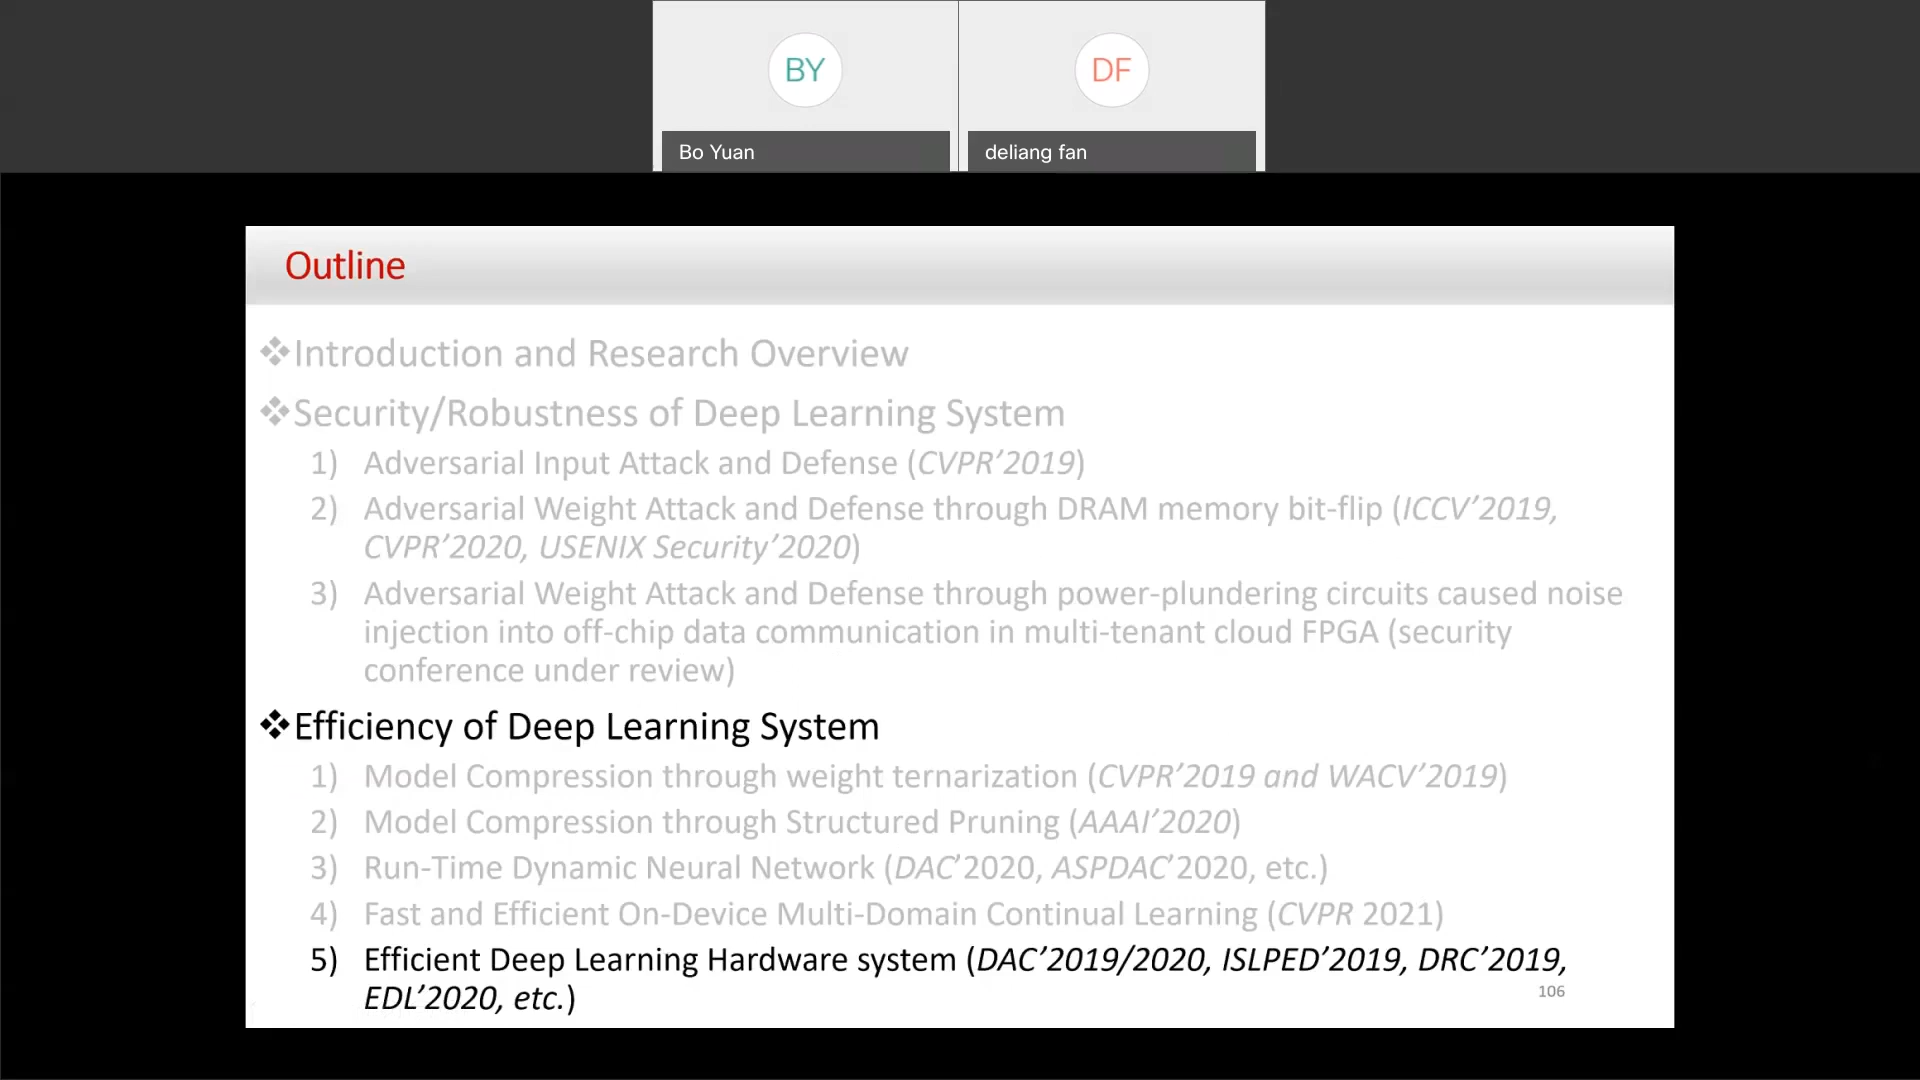 BY
DF
Bo Yuan
deliang fan
Outline
❖Introduction and Research Overview
❖Security/Robustness of Deep Learning System
1) Adversarial Input Attack and Defense (CVPR’2019)
2) Adversarial Weight Attack and Defense through DRAM memory bit-flip (ICCV’2019,
CVPR’2020, USENIX Security’2020)
3) Adversarial Weight Attack and Defense through power-plundering circuits caused noise
injection into off-chip data communication in multi-tenant cloud FPGA (security
conference under review)
❖Efficiency of Deep Learning System
1) Model Compression through weight ternarization (CVPR’2019 and WACV’2019)
2) Model Compression through Structured Pruning (AAAI’2020)
3) Run-Time Dynamic Neural Network (DAC’2020, ASPDAC’2020, etc.)
4) Fast and Efficient On-Device Multi-Domain Continual Learning (CVPR 2021)
5) Efficient Deep Learning Hardware system (DAC’2019/2020, ISLPED’2019, DRC’2019,
EDL’2020, etc.)
106